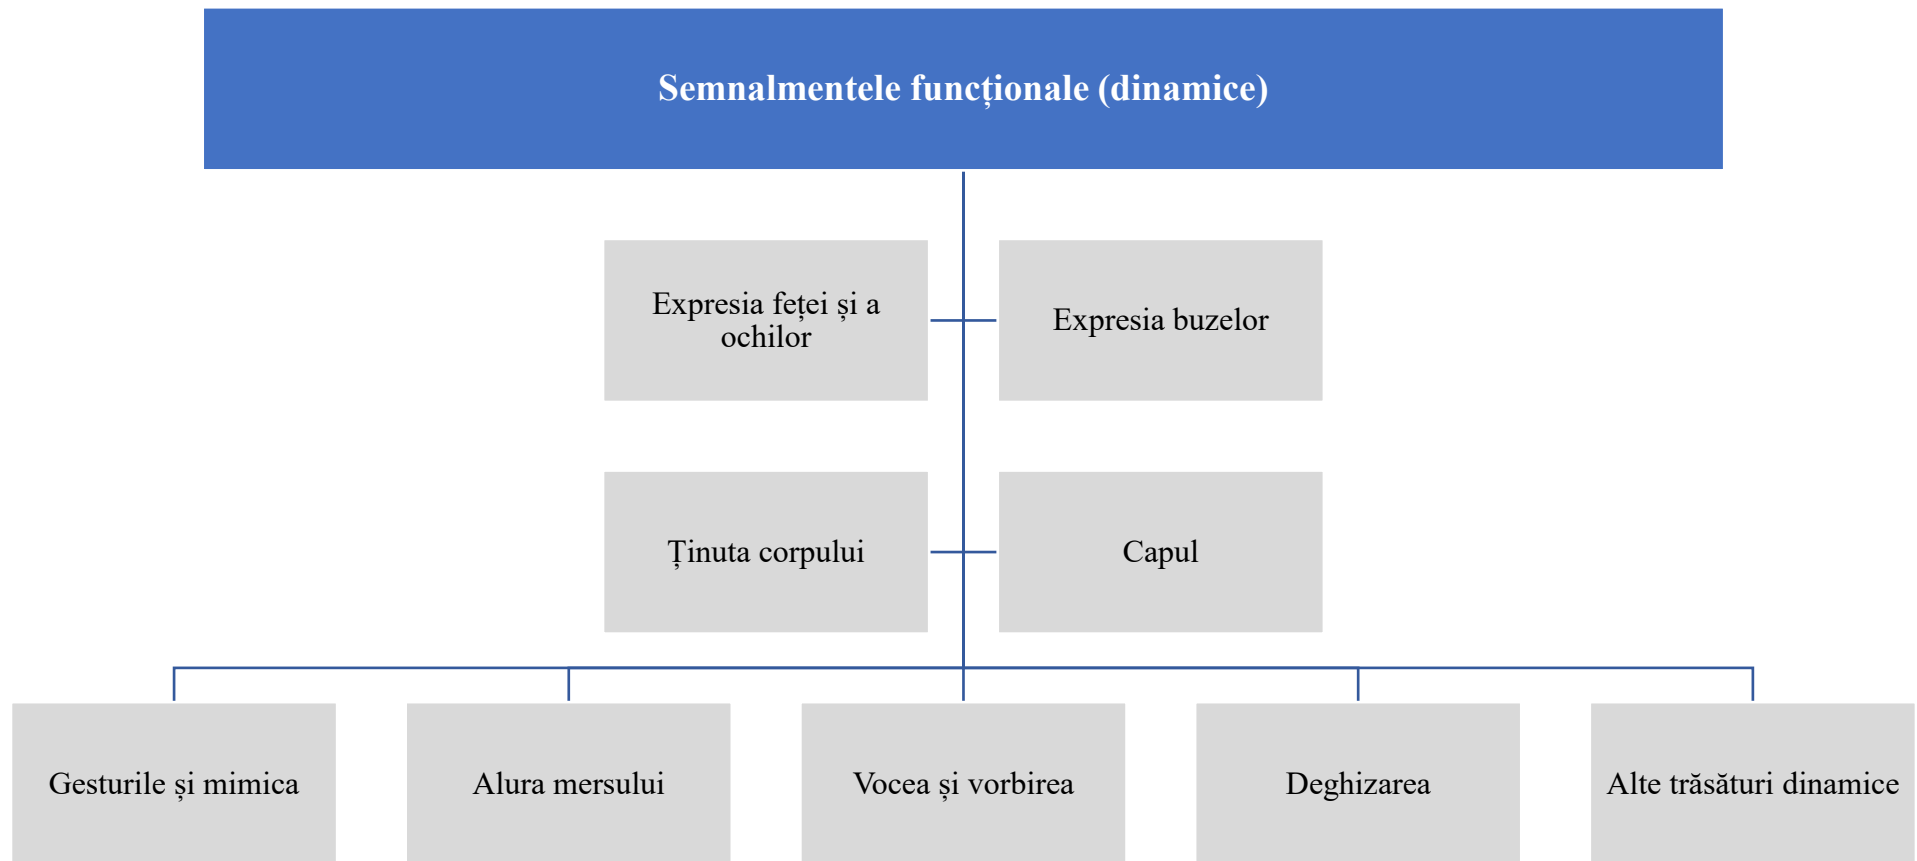 Semnalmentele funcționale (dinamice)
Expresia feței și a
ochilor
Expresia buzelor
Ținuta corpului
Capul
Gesturile și mimica
Alura mersului
Vocea și vorbirea
Deghizarea
Alte trăsături dinamice